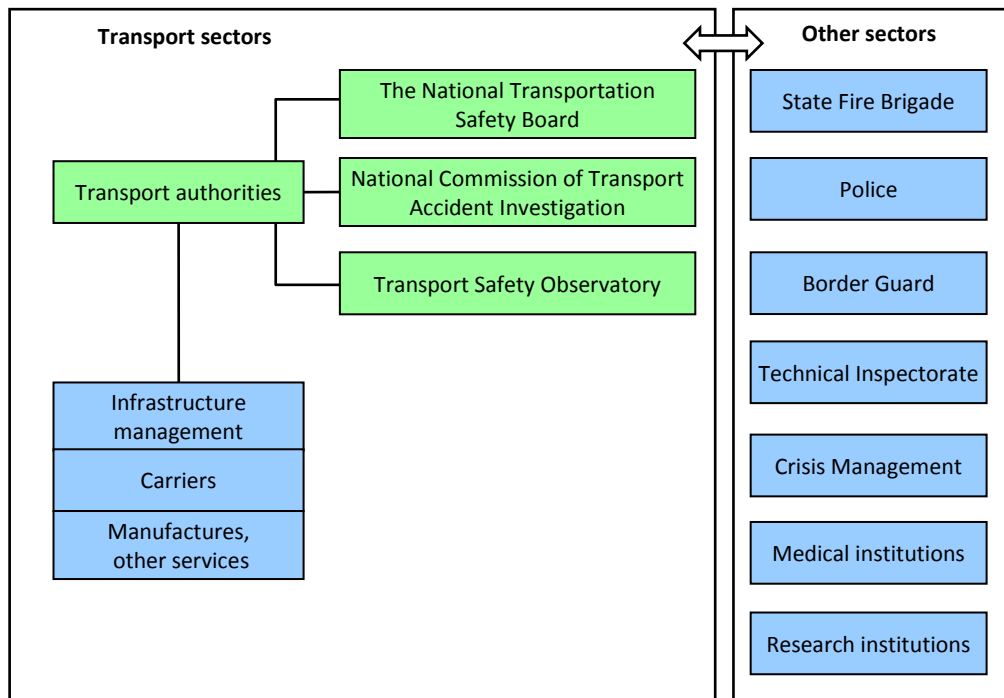 Transport sectors
The National Transportation
Safety Board
Transport authorities
National Commission of Transport
Accident Investigation
Transport Safety Observatory
Infrastructure
management
Carriers
Manufactures,
other services
Other sectors
State Fire Brigade
Police
Border Guard
Technical Inspectorate
Crisis Management
Medical institutions
Research institutions